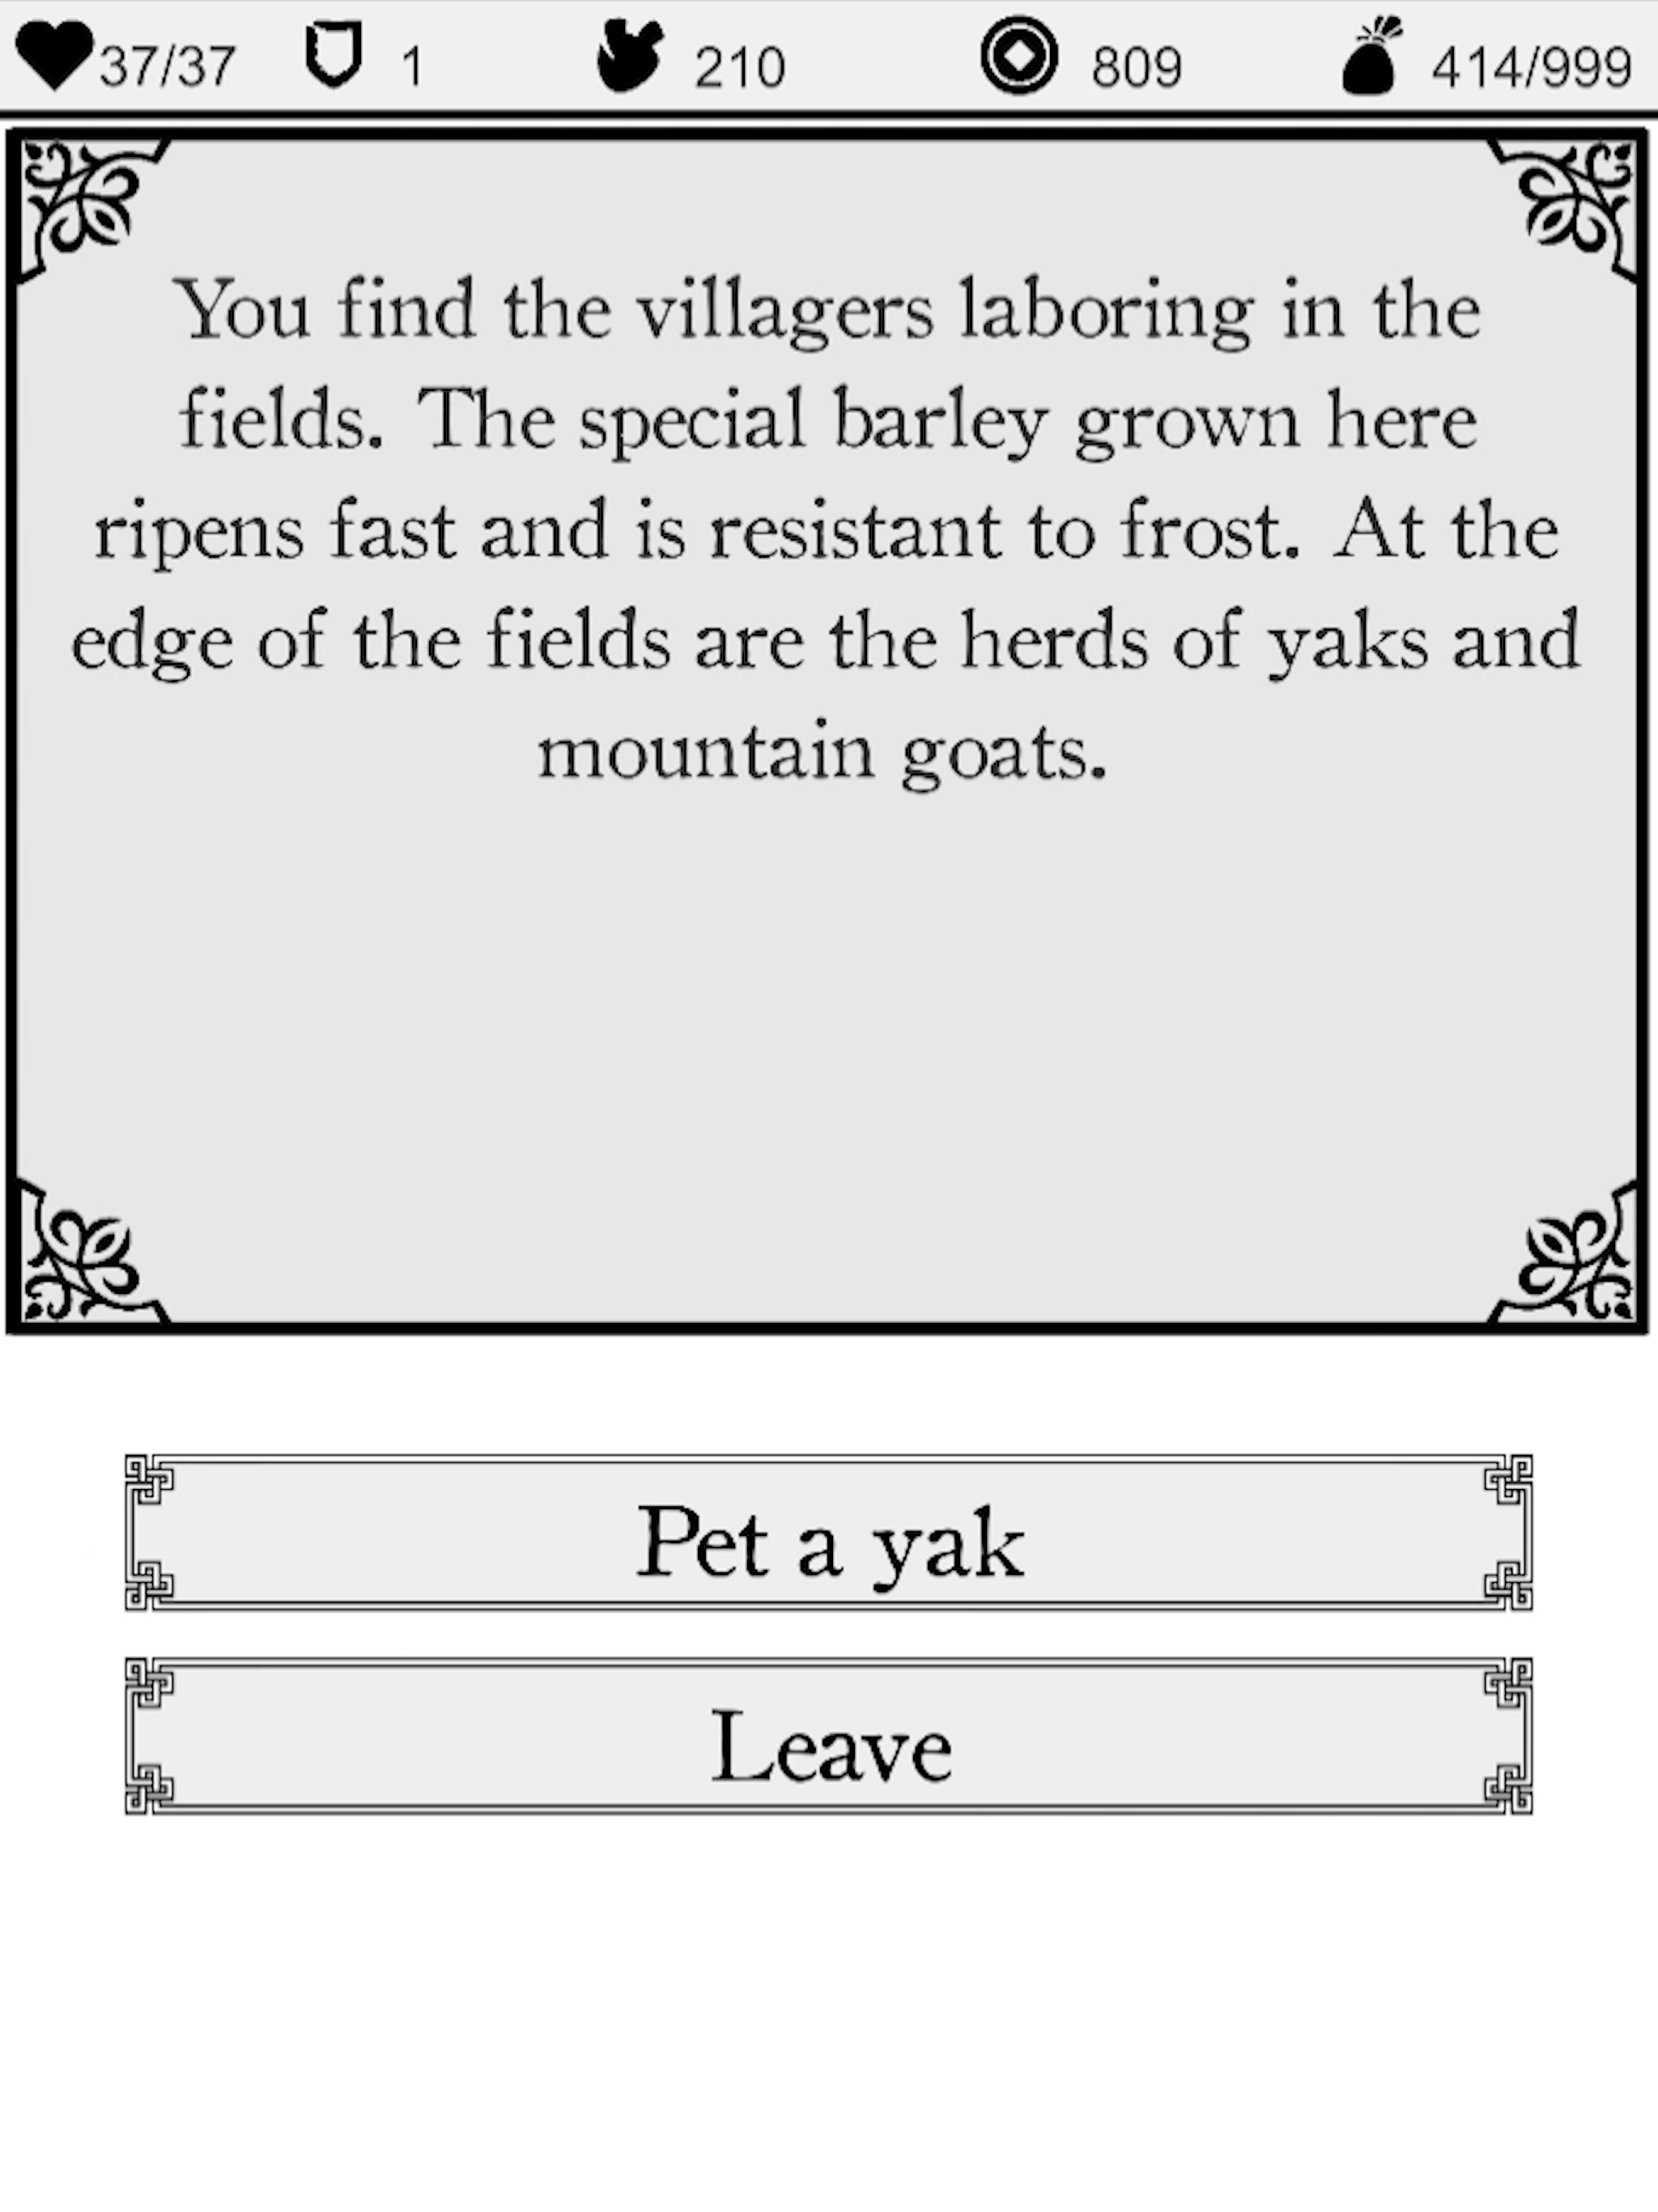 37/37 1 210 809 414/999
You find the villagers laboring in the
fields. The special barley grown here
ripens fast and is resistant to frost. At the
edge of the fields are the herds of yaks and
mountain goats.
Pet a yak
Leave